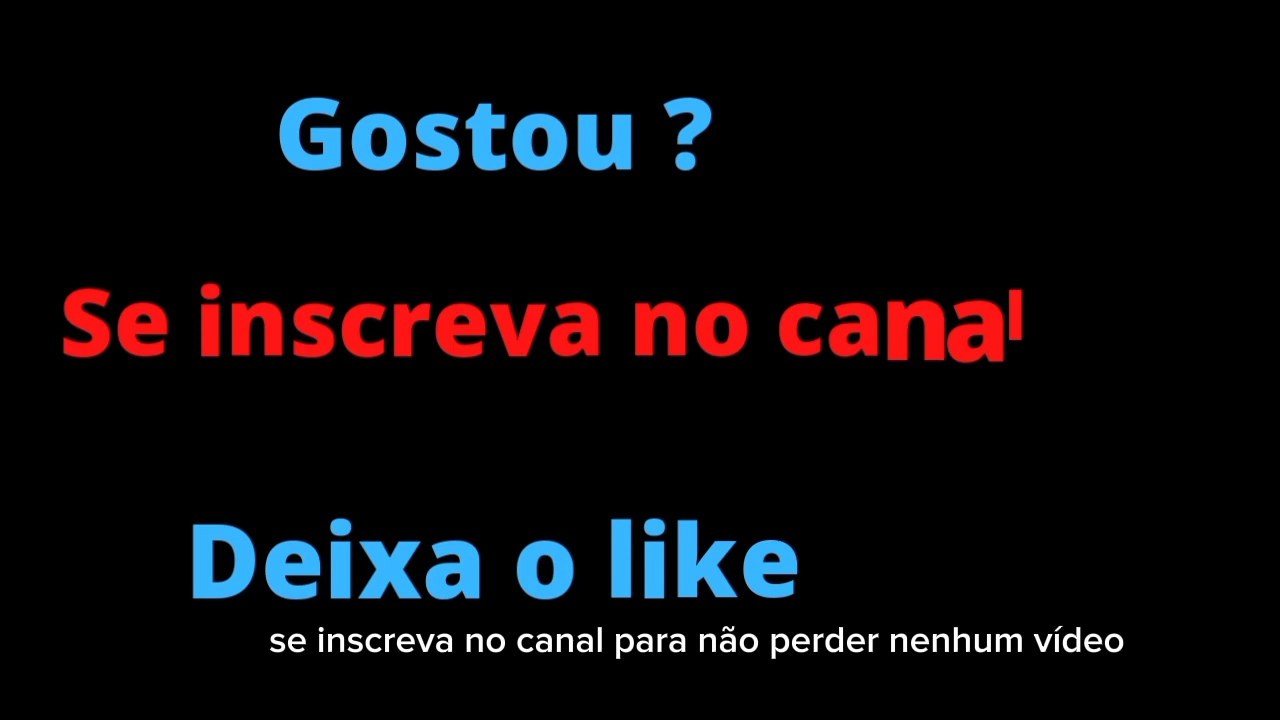 Gostou ?
Se inscreva no canal
Deixa o like
se inscreva no canal para não perder nenhum vídeo